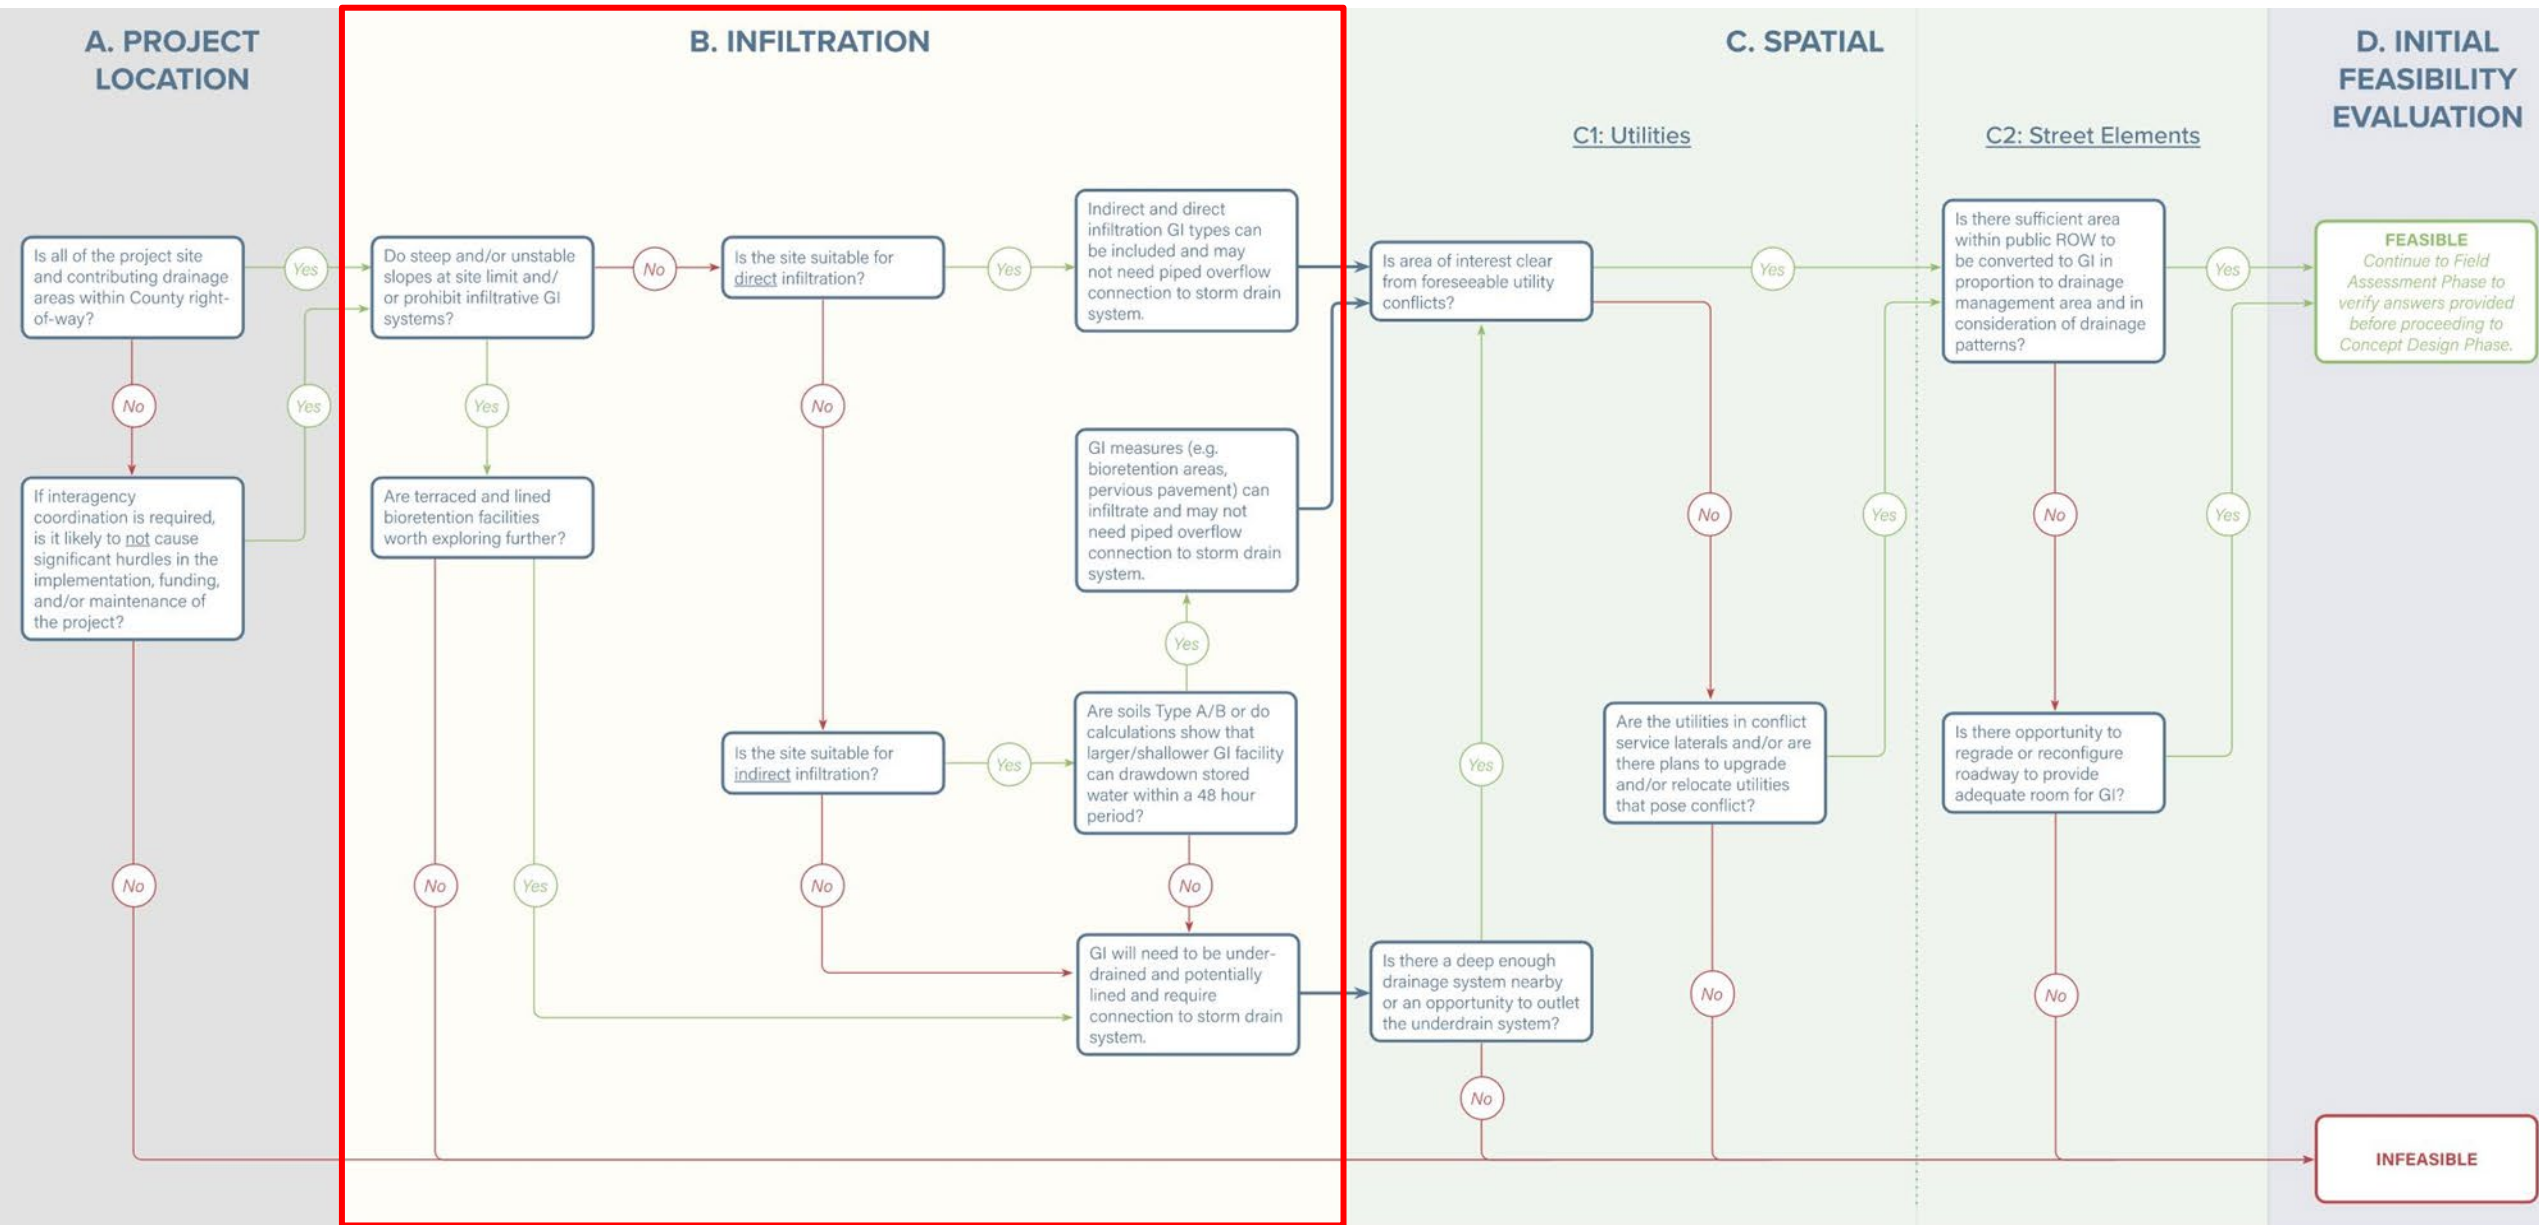 A. PROJECT
LOCATION
Is all of the project site
and contributing drainage
areas within County right-
of-way?
Yes
No
Yes
If interagency
coordination is required,
is it likely to not cause
significant hurdles in the
implementation, funding,
and/or maintenance of
the project?
No
B. INFILTRATION
Do steep and/or unstable
slopes at site limit and/
or prohibit infiltrative GI
systems?
No
Yes
Are terraced and lined
bioretention facilities
worth exploring further?
No
Yes
Is the site suitable for
direct infiltration?
Yes
No
Is the site suitable for
indirect infiltration?
Yes
No
Indirect and direct
infiltration GI types can
be included and may
not need piped overflow
connection to storm drain
system.
GI measures (e.g.
bioretention areas,
pervious pavement) can
infiltrate and may not
need piped overflow
connection to storm drain
system.
Yes
Are soils Type A/B or do
calculations show that
larger/shallower GI facility
can drawdown stored
water within a 48 hour
period?
No
GI will need to be under-
drained and potentially
lined and require
connection to storm drain
system.
C. SPATIAL
C1: Utilities
Is area of interest clear
from foreseeable utility
conflicts?
Yes
No
Yes
Yes
Are the utilities in conflict
service laterals and/or are
there plans to upgrade
and/or relocate utilities
that pose conflict?
No
Is there a deep enough
drainage system nearby
or an opportunity to outlet
the underdrain system?
No
C2: Street Elements
Is there sufficient area
within public ROW to
be converted to GI in
proportion to drainage
management area and in
consideration of drainage
patterns?
Yes
No
Yes
Is there opportunity to
regrade or reconfigure
roadway to provide
adequate room for GI?
No
D. INITIAL
FEASIBILITY
EVALUATION
FEASIBLE
Continue to Field
Assessment Phase to
verify answers provided
before proceeding to
Concept Design Phase.
INFEASIBLE